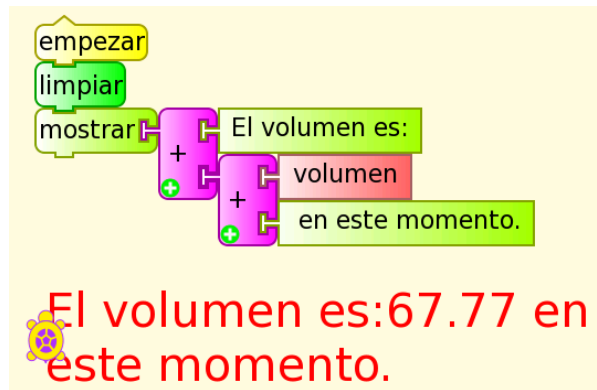 empezar
limpiar
mostrar + El volumen es:
+ volumen
en este momento.
El volumen es:67.77 en
este momento.